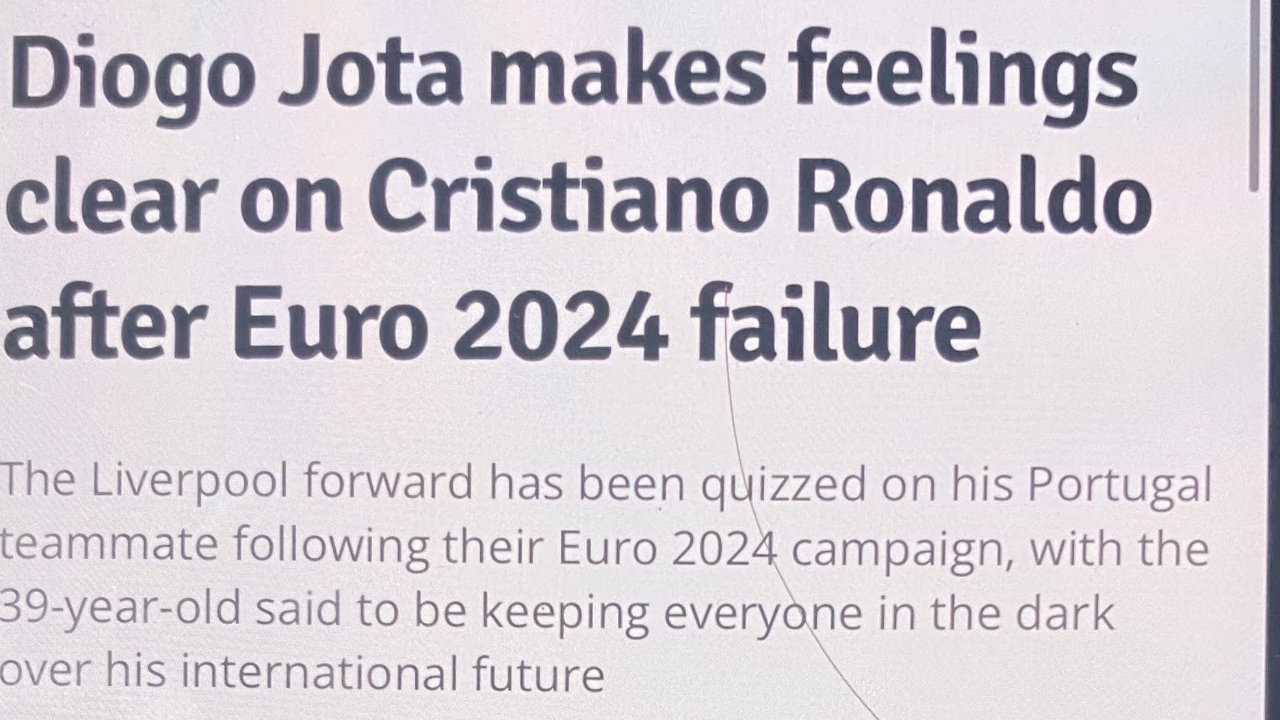 Diogo Jota makes feelings
clear on Cristiano Ronaldo
after Euro 2024 failure
The Liverpool forward has been quizzed on his Portugal
teammate following their Euro 2024 campaign, with the
39-year-old said to be keeping everyone in the dark
over his international future